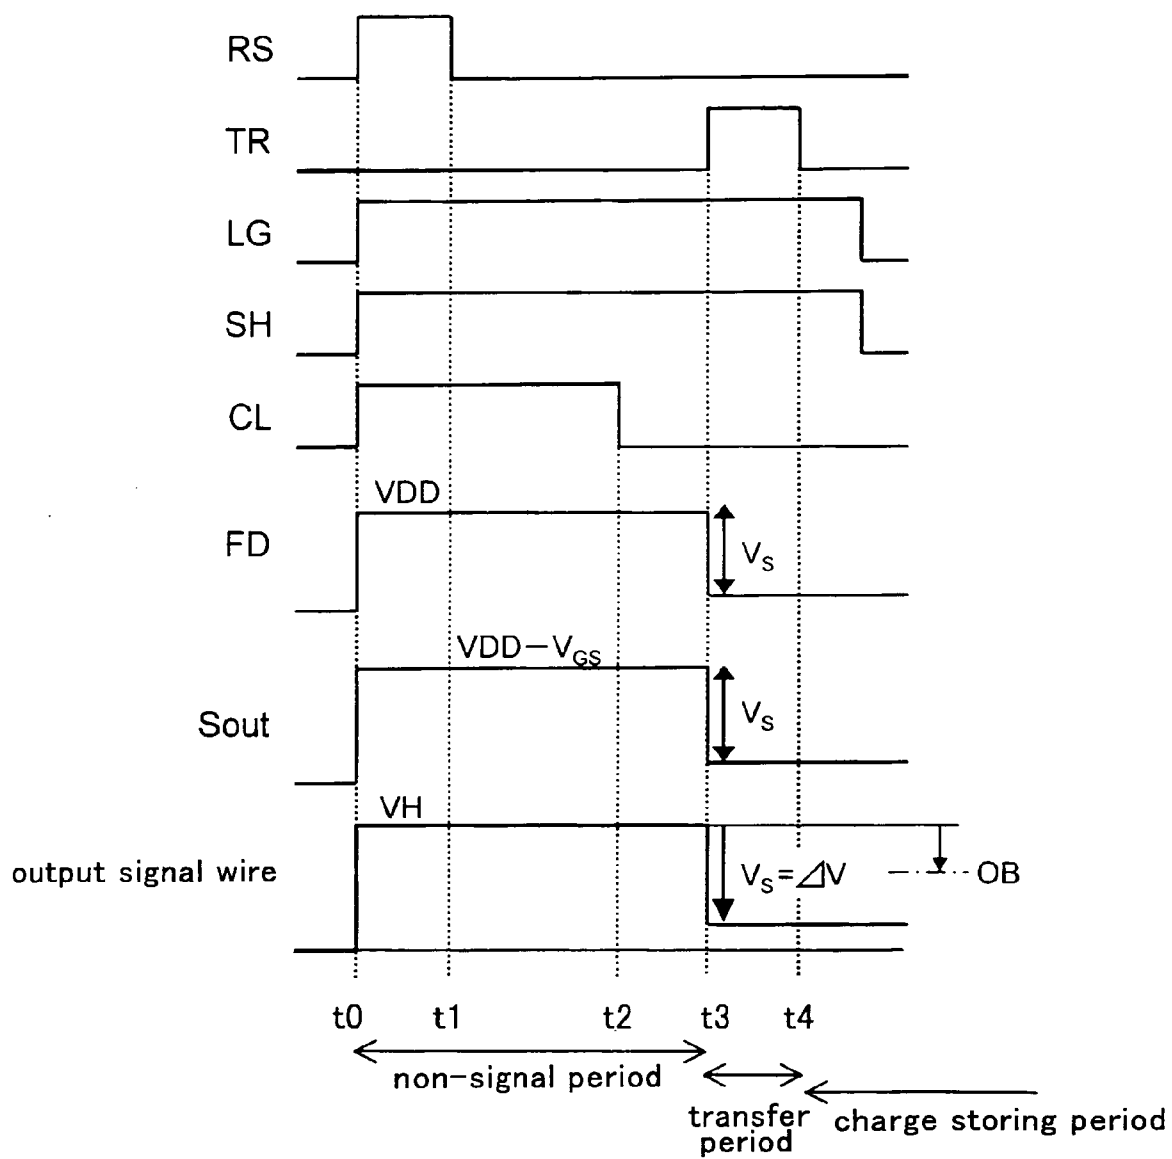 RS
TR
LG
SH
CL
VDD
FD
VS
VDD−VGS
Sout
VS
VH
output signal wire
VS=⊿V
OB
t0 t1 t2 t3 t4
non-signal period
transfer period
charge storing period